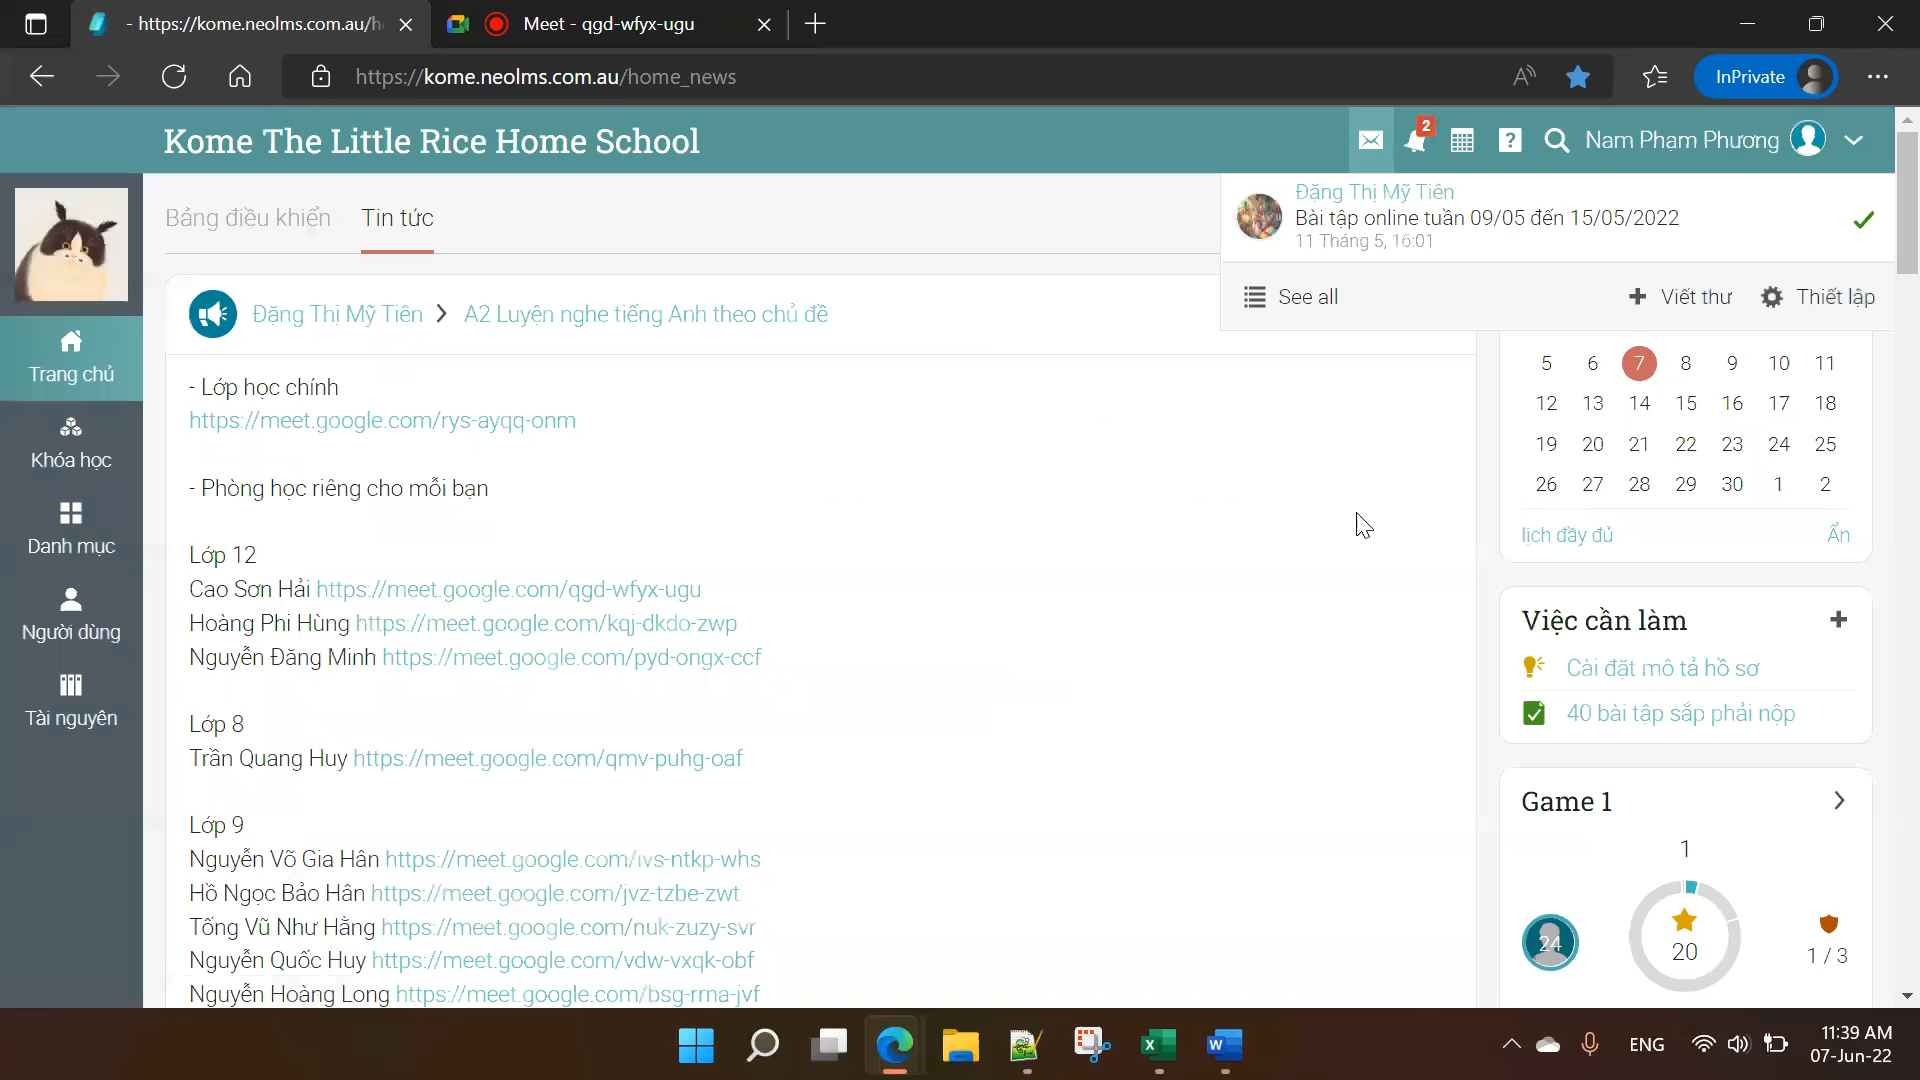 - https://kome.neolms.com.au/h
Meet - qgd-wfyx-ugu
https://kome.neolms.com.au/home_news
InPrivate
Kome The Little Rice Home School
2
Nam Phạm Phương
Bảng điều khiển
Tin tức
Đặng Thị Mỹ Tiên
Bài tập online tuần 09/05 đến 15/05/2022
11 Tháng 5, 16:01
See all
Viết thư
Thiết lập
Trang chủ
Khóa học
Danh mục
Người dùng
Tài nguyên
Đặng Thị Mỹ Tiên
A2 Luyện nghe tiếng Anh theo chủ đề
- Lớp học chính
https://meet.google.com/rys-ayqq-onm
- Phòng học riêng cho mỗi bạn
Lớp 12
Cao Sơn Hải https://meet.google.com/qgd-wfyx-ugu
Hoàng Phi Hùng https://meet.google.com/kqj-dkdo-zwp
Nguyễn Đăng Minh https://meet.google.com/pyd-ongx-ccf
Lớp 8
Trần Quang Huy https://meet.google.com/qmv-puhg-oaf
Lớp 9
Nguyễn Võ Gia Hân https://meet.google.com/ivs-ntkp-whs
Hồ Ngọc Bảo Hân https://meet.google.com/jvz-tzbe-zwt
Tống Vũ Như Hằng https://meet.google.com/nuk-zuzy-svr
Nguyễn Quốc Huy https://meet.google.com/vdw-vxqk-obf
Nguyễn Hoàng Long https://meet.google.com/bsg-rrna-jvf
5 6 7 8 9 10 11
12 13 14 15 16 17 18
19 20 21 22 23 24 25
26 27 28 29 30 1 2
lịch đầy đủ
Ẩn
Việc cần làm
Cài đặt mô tả hồ sơ
40 bài tập sắp phải nộp
Game 1
1
24
20
1 / 3
ENG
11:39 AM
07-Jun-22